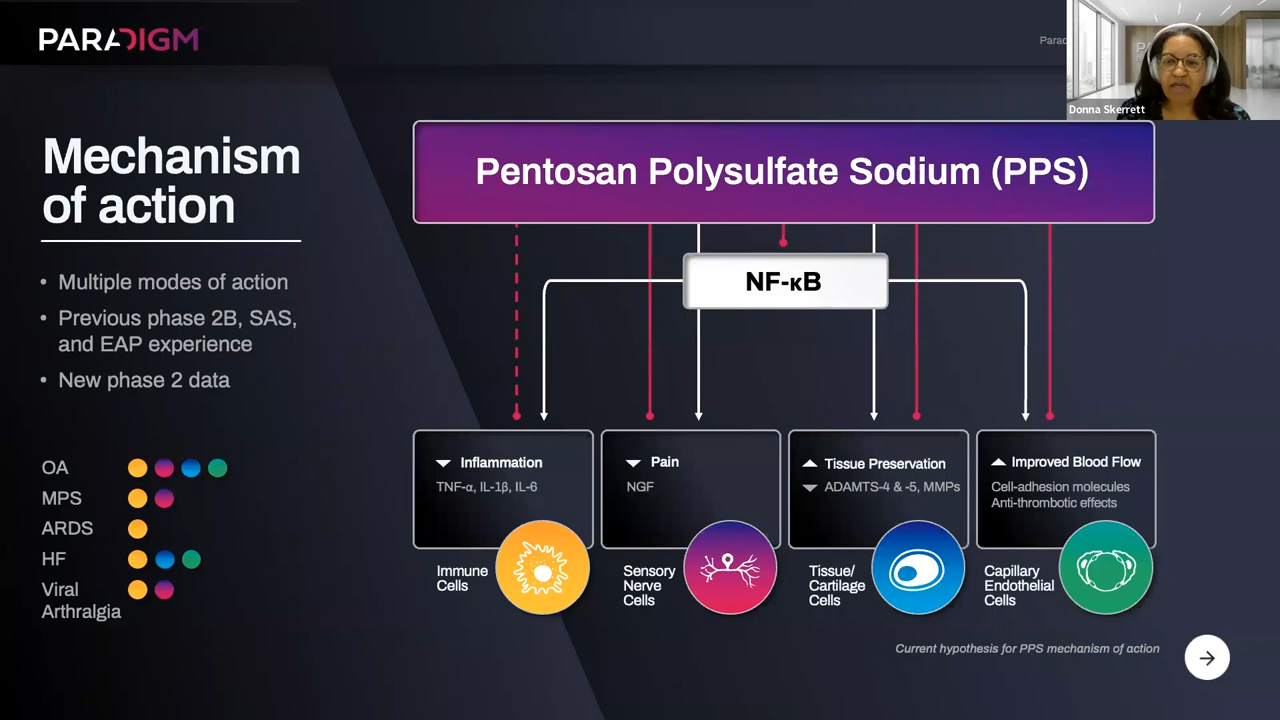 PARADIGM
Donna Skerrett
Mechanism
of action
• Multiple modes of action
• Previous phase 2B, SAS,
and EAP experience
• New phase 2 data
OA
MPS
ARDS
HF
Viral
Arthralgia
Pentosan Polysulfate Sodium (PPS)
NF-κB
Inflammation
TNF-α, IL-1β, IL-6
Immune
Cells
Pain
NGF
Sensory
Nerve
Cells
Tissue Preservation
ADAMTS-4 & -5, MMPs
Tissue/
Cartilage
Cells
Improved Blood Flow
Cell-adhesion molecules
Anti-thrombotic effects
Capillary
Endothelial
Cells
Current hypothesis for PPS mechanism of action